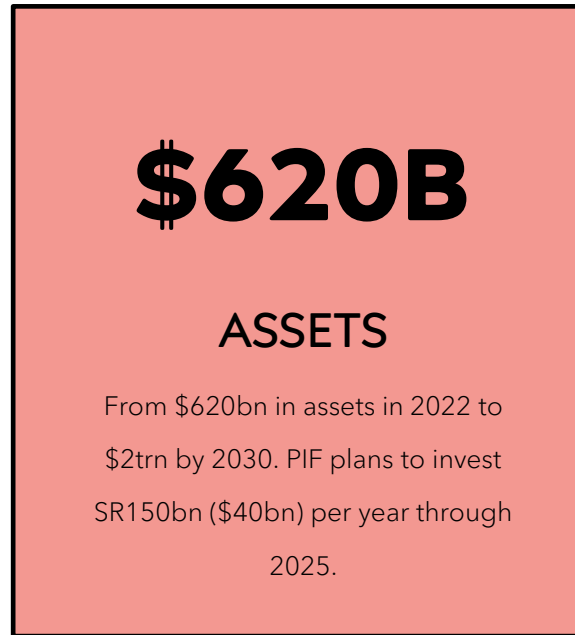 $620B
ASSETS
From $620bn in assets in 2022 to
$2trn by 2030. PIF plans to invest
SR150bn ($40bn) per year through
2025.